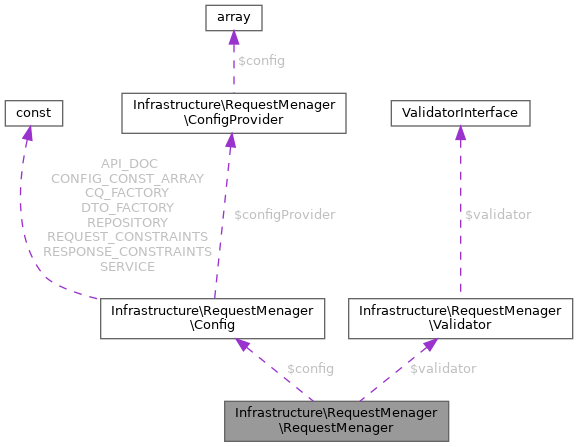 array
$config
Infrastructure\RequestMenager
\ConfigProvider
const
ValidatorInterface
API_DOC
CONFIG_CONST_ARRAY
CQ_FACTORY
DTO_FACTORY
REPOSITORY
REQUEST_CONSTRAINTS
RESPONSE_CONSTRAINTS
SERVICE
$configProvider
$validator
Infrastructure\RequestMenager
\Config
Infrastructure\RequestMenager
\Validator
$config
$validator
Infrastructure\RequestMenager
\RequestMenager